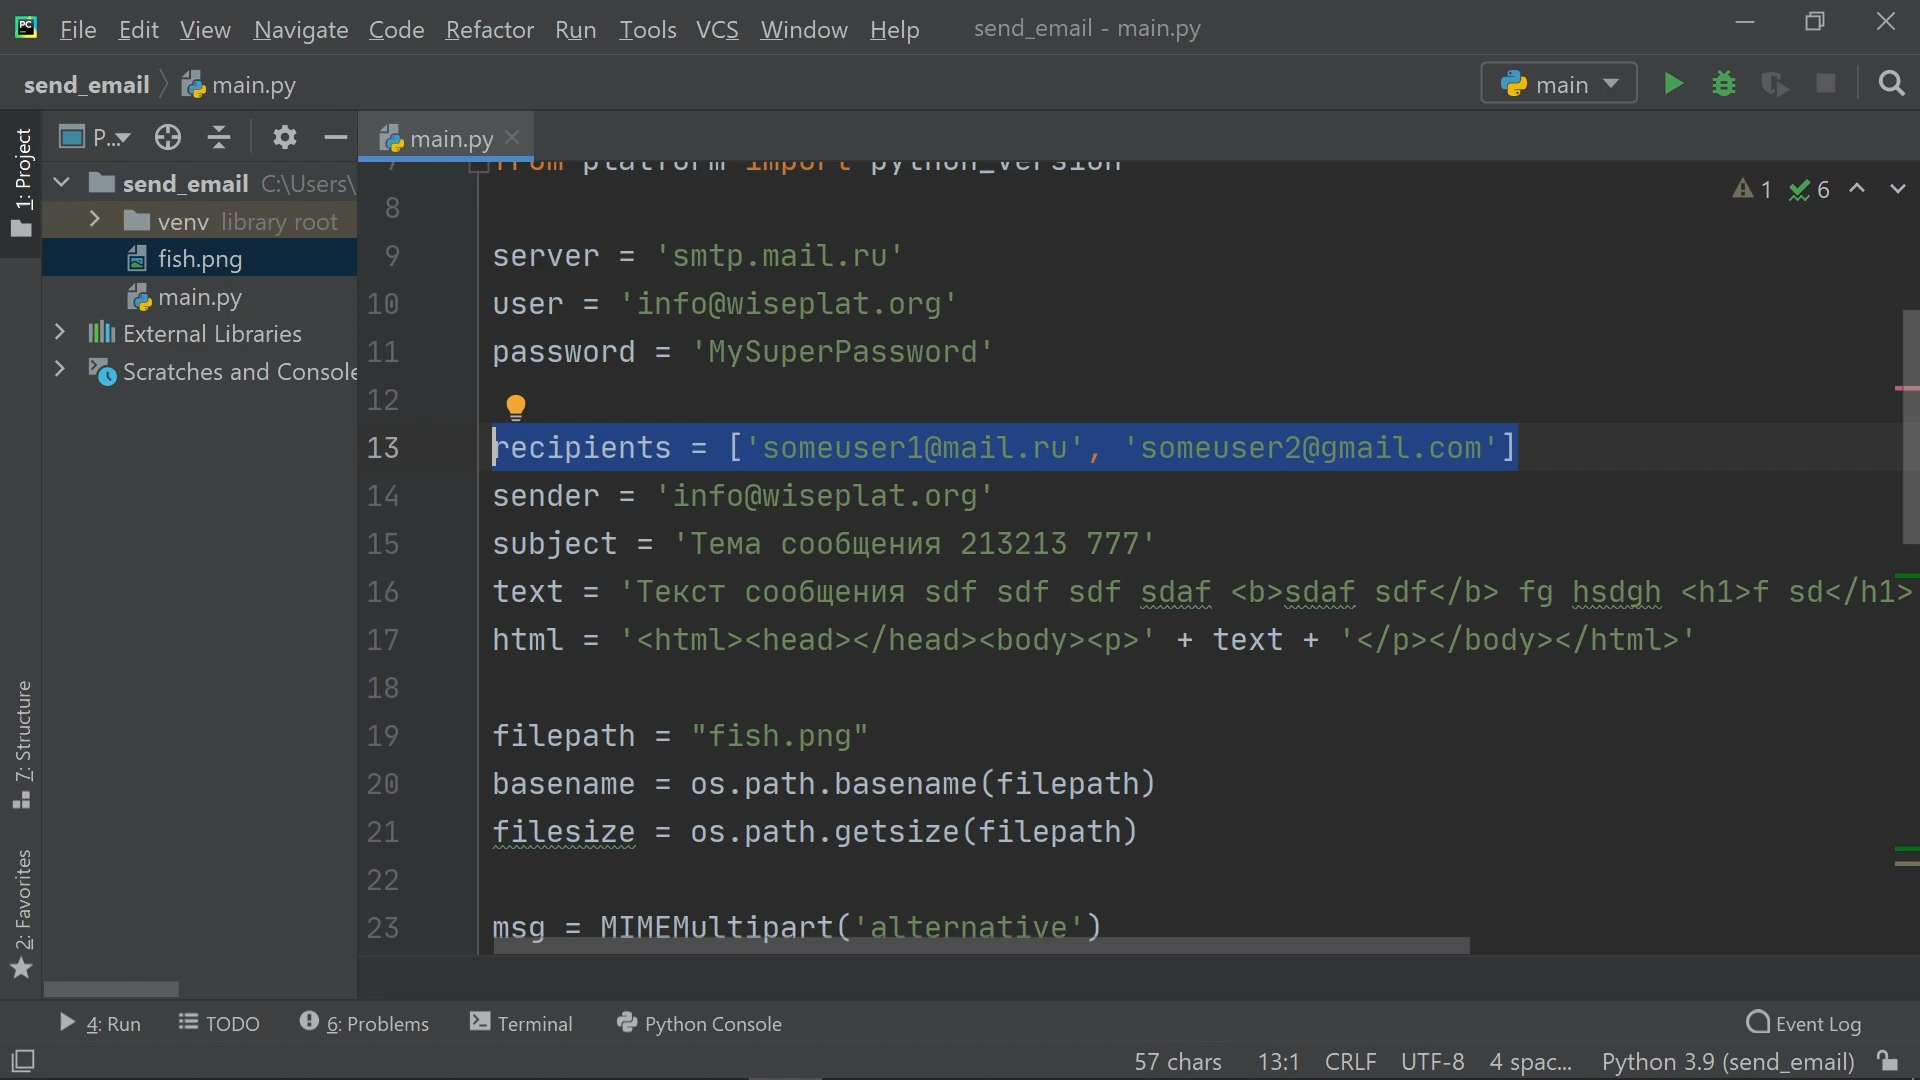 File Edit View Navigate Code Refactor Run Tools VCS Window Help send_email - main.py
send_email main.py main
1: Project
P...
main.py
send_email C:\Users\
venv library root
fish.png
main.py
External Libraries
Scratches and Console
7: Structure
2: Favorites
1 6
7 from platform import python_version
8
9 server = 'smtp.mail.ru'
10 user = 'info@wiseplat.org'
11 password = 'MySuperPassword'
12
13 recipients = ['someuser1@mail.ru', 'someuser2@gmail.com']
14 sender = 'info@wiseplat.org'
15 subject = 'Тема сообщения 213213 777'
16 text = 'Текст сообщения sdf sdf sdf sdaf <b>sdaf sdf</b> fg hsdgh <h1>f sd</h1>
17 html = '<html><head></head><body><p>' + text + '</p></body></html>'
18
19 filepath = "fish.png"
20 basename = os.path.basename(filepath)
21 filesize = os.path.getsize(filepath)
22
23 msg = MIMEMultipart('alternative')
4: Run TODO 6: Problems Terminal Python Console Event Log
57 chars 13:1 CRLF UTF-8 4 spac... Python 3.9 (send_email)